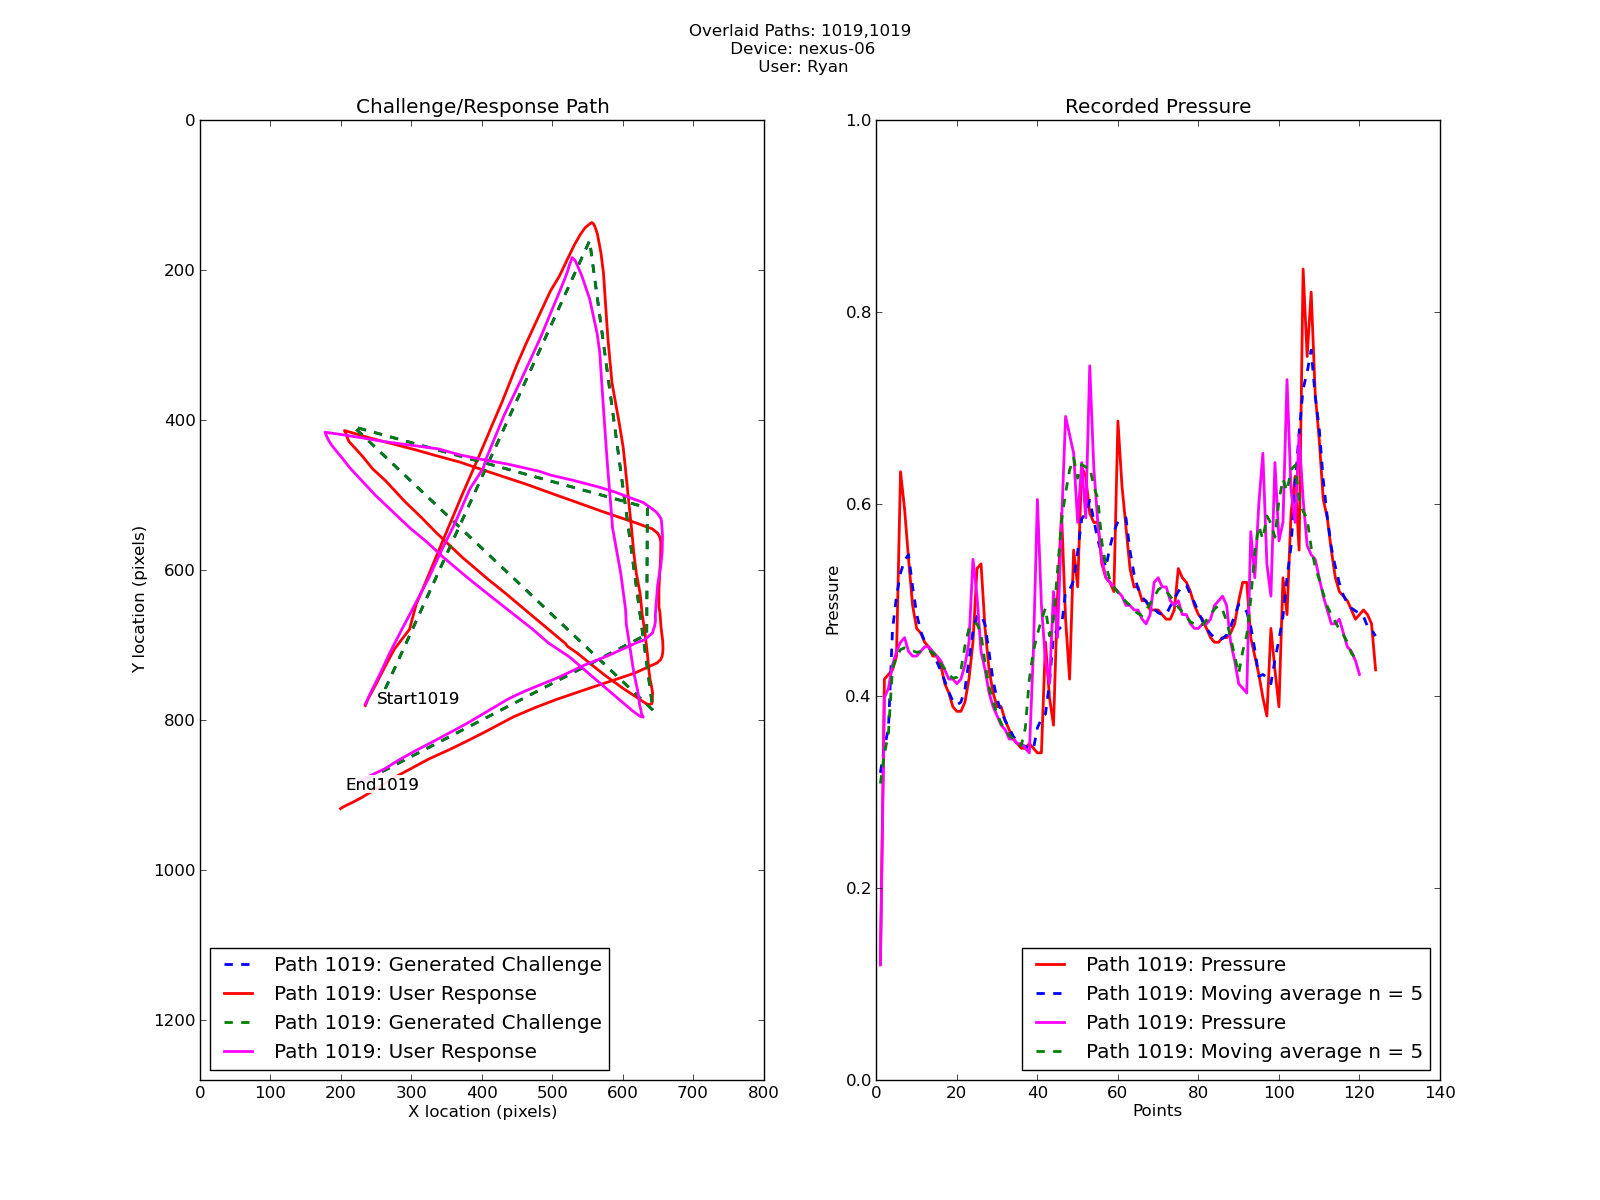 Overlaid Paths: 1019,1019
Device: nexus-06
User: Ryan
Challenge/Response Path
0
200
400
600
800
1000
1200
Y location (pixels)
Start1019
End1019
Path 1019: Generated Challenge
Path 1019: User Response
Path 1019: Generated Challenge
Path 1019: User Response
0 100 200 300 400 500 600 700 800
X location (pixels)
Recorded Pressure
1.0
0.8
0.6
0.4
0.2
0.0
Pressure
Path 1019: Pressure
Path 1019: Moving average n = 5
Path 1019: Pressure
Path 1019: Moving average n = 5
0 20 40 60 80 100 120 140
Points